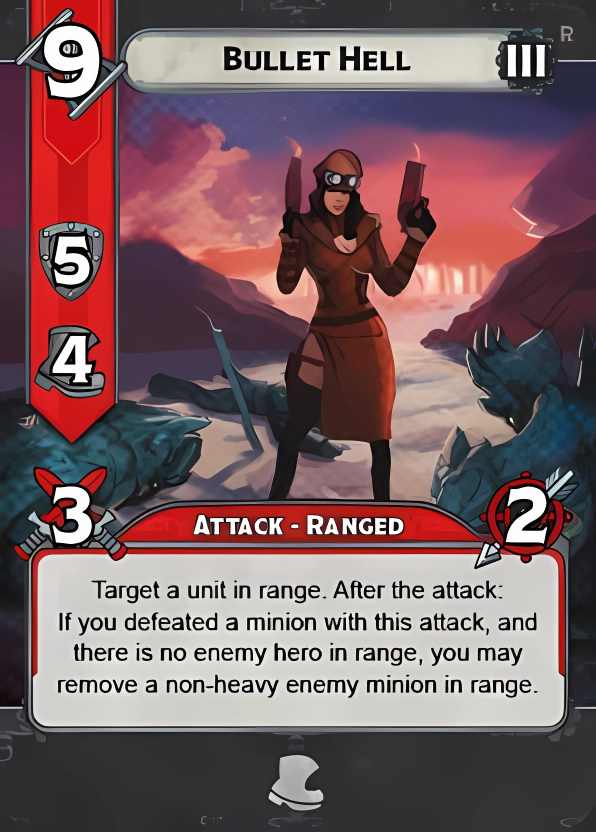 9
BULLET HELL
III
R
5
4
3
ATTACK - RANGED
2
Target a unit in range. After the attack:
If you defeated a minion with this attack, and
there is no enemy hero in range, you may
remove a non-heavy enemy minion in range.